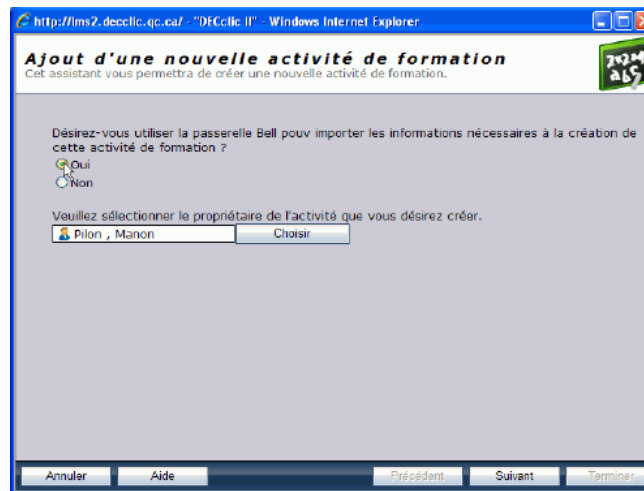 http://lms2.decclic.qc.ca/ - "DECclic II" - Windows Internet Explorer
Ajout d'une nouvelle activité de formation
Cet assistant vous permettra de créer une nouvelle activité de formation.
Désirez-vous utiliser la passerelle Bell pouv importer les informations nécessaires à la création de
cette activité de formation ?
Oui
Non
Veuillez sélectionner le propriétaire de l'activité que vous désirez créer.
Pilon , Manon Choisir
Annuler Aide Précédent Suivant Terminer